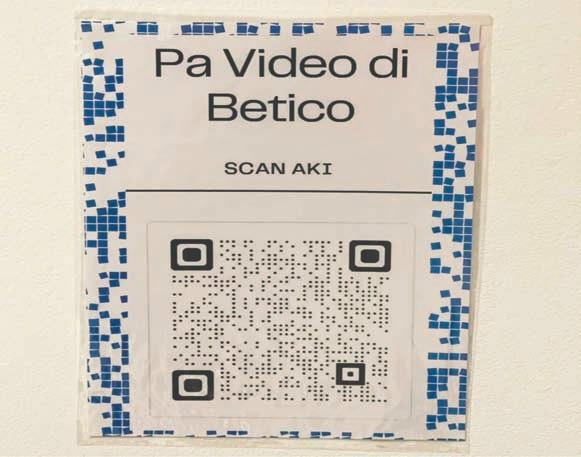 Pa Video di
Betico
SCAN AKI